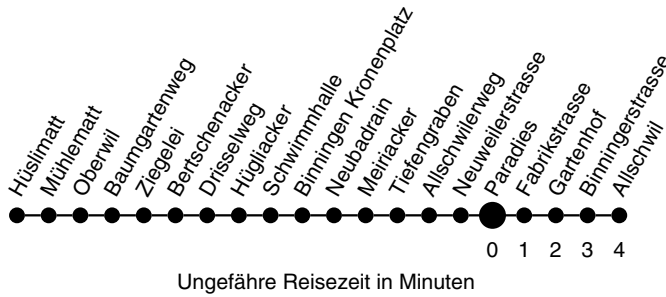 Hüslimatt
Mühlematt
Oberwil
Baumgartenweg
Ziegelei
Bertschenacker
Drisselweg
Hügliacker
Schwimmhalle
Binningen Kronenplatz
Neubadrain
Meiriacker
Tiefengraben
Allschwilerweg
Neuweilerstrasse
Paradies
Fabrikstrasse
Gartenhof
Binningerstrasse
Allschwil
0 1 2 3 4
Ungefähre Reisezeit in Minuten